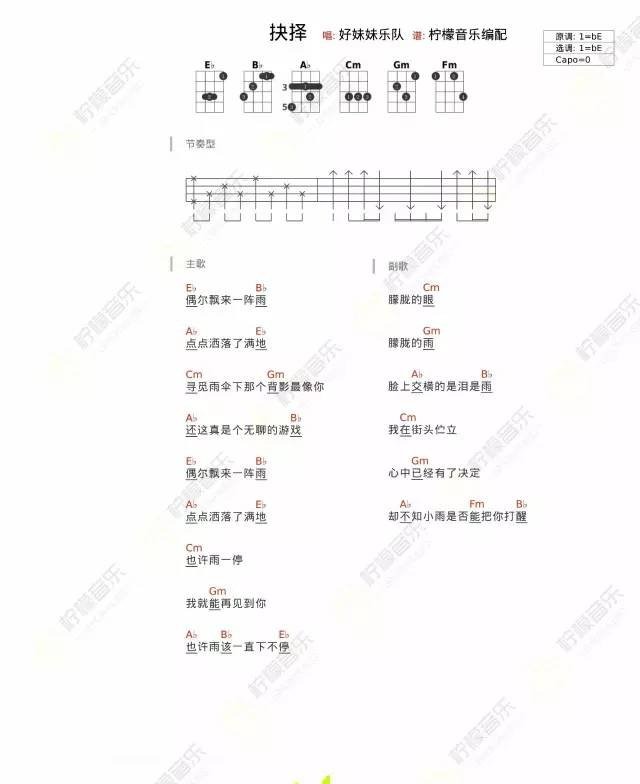 抉择 唱: 好妹妹乐队 谱: 柠檬音乐编配
原调: 1=bE
选调: 1=bE
Capo=0
E♭ B♭ A♭ Cm Gm Fm
3
5
节奏型
主歌
E♭ B♭
偶尔飘来一阵雨
A♭ E♭
点点洒落了满地
Cm Gm
寻见雨伞下那个背影最像你
A♭ B♭
还这真是个无聊的游戏
E♭ B♭
偶尔飘来一阵雨
A♭ E♭
点点洒落了满地
Cm
也许雨一停
Gm
我就能再见到你
A♭ B♭ E♭
也许雨该一直下不停
副歌
Cm
朦胧的眼
Gm
朦胧的雨
A♭ B♭
脸上交横的是泪是雨
Cm
我在街头伫立
Gm
心中已经有了决定
A♭ Fm B♭
却不知小雨是否能把你打醒
柠檬音乐